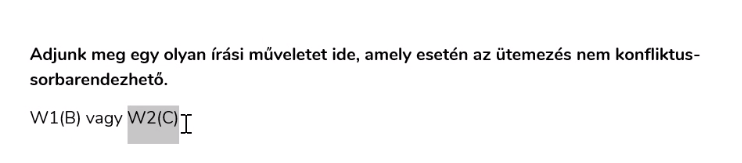 Adjunk meg egy olyan írási műveletet ide, amely esetén az ütemezés nem konfliktus-
sorbarendezhető.
W1(B) vagy W2(C)